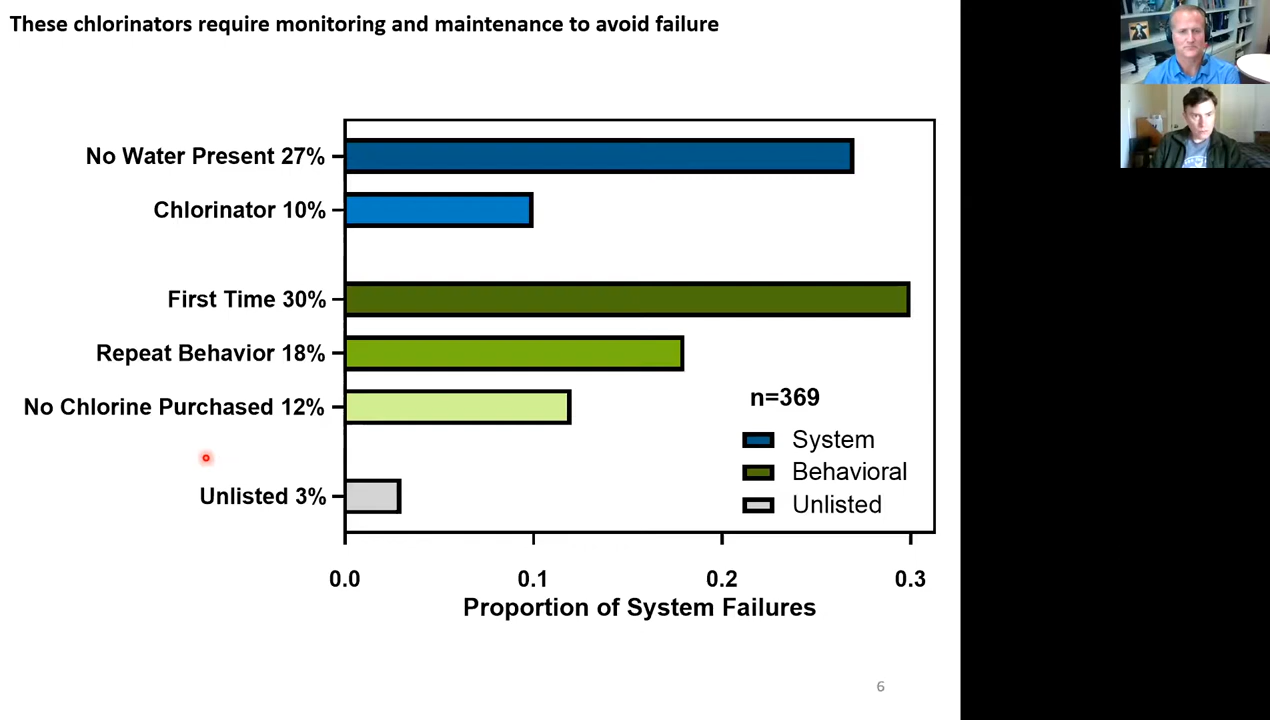 These chlorinators require monitoring and maintenance to avoid failure
No Water Present 27%
Chlorinator 10%
First Time 30%
Repeat Behavior 18%
No Chlorine Purchased 12%
Unlisted 3%
n=369
System
Behavioral
Unlisted
0.0 0.1 0.2 0.3
Proportion of System Failures
6